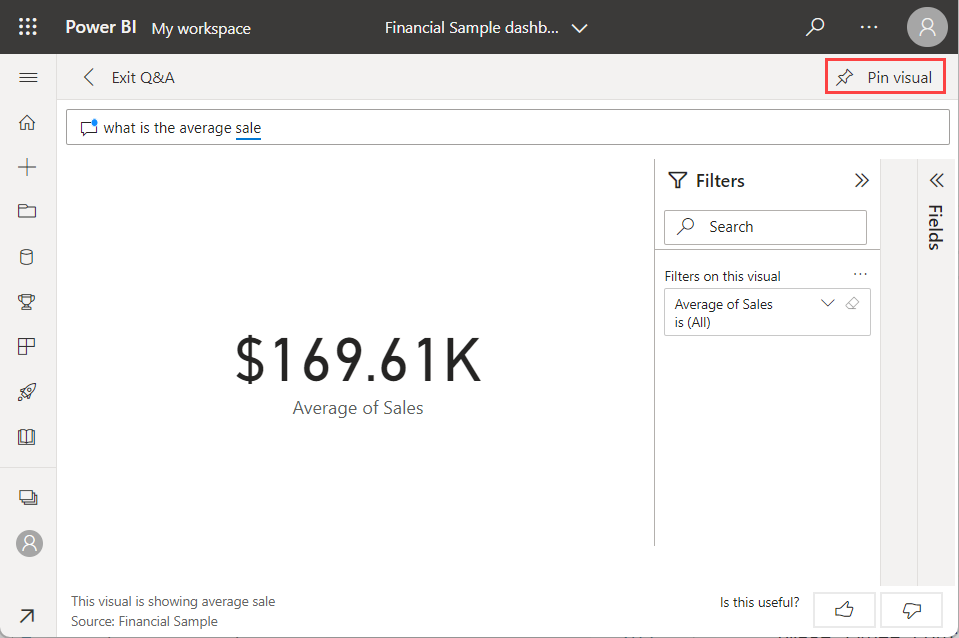 Power BI My workspace
Financial Sample dashb...
Exit Q&A
Pin visual
what is the average sale
Filters
Search
Filters on this visual
Average of Sales
is (All)
Fields
$169.61K
Average of Sales
This visual is showing average sale
Source: Financial Sample
Is this useful?